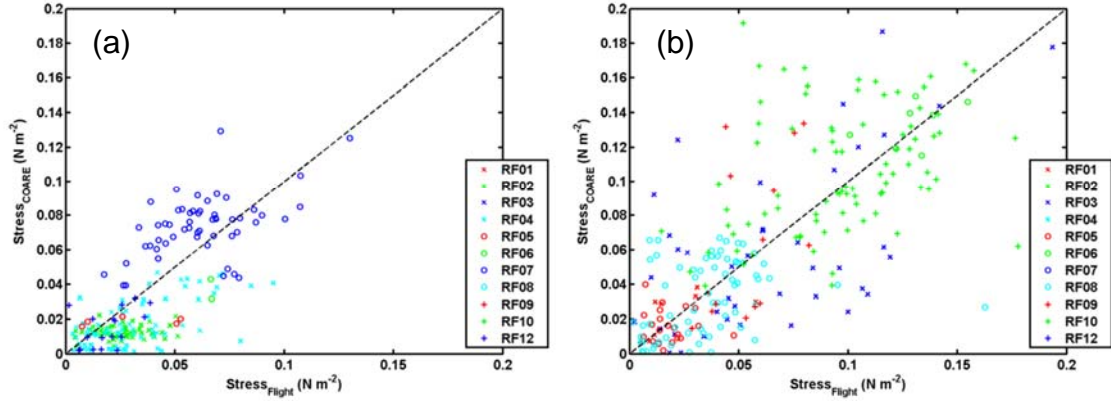 (a)
0.2
0.18
0.16
0.14
0.12
0.1
0.08
0.06
0.04
0.02
0
Stress_COARE (N m⁻²)
0
0.05
0.1
0.15
0.2
Stress_Flight (N m⁻²)
RF01
RF02
RF03
RF04
RF05
RF06
RF07
RF08
RF09
RF10
RF12
(b)
0.2
0.18
0.16
0.14
0.12
0.1
0.08
0.06
0.04
0.02
0
Stress_COARE (N m⁻²)
0
0.05
0.1
0.15
0.2
Stress_Flight (N m⁻²)
RF01
RF02
RF03
RF04
RF05
RF06
RF07
RF08
RF09
RF10
RF12